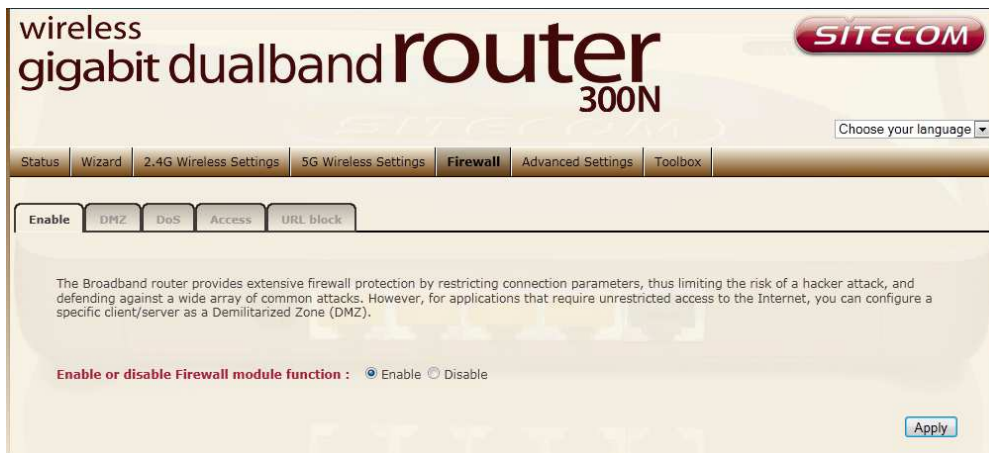 wireless
gigabit dualband router
300N
SITECOM
Choose your language
Status Wizard 2.4G Wireless Settings 5G Wireless Settings Firewall Advanced Settings Toolbox
Enable DMZ DoS Access URL block
The Broadband router provides extensive firewall protection by restricting connection parameters, thus limiting the risk of a hacker attack, and
defending against a wide array of common attacks. However, for applications that require unrestricted access to the Internet, you can configure a
specific client/server as a Demilitarized Zone (DMZ).
Enable or disable Firewall module function : Enable Disable
Apply